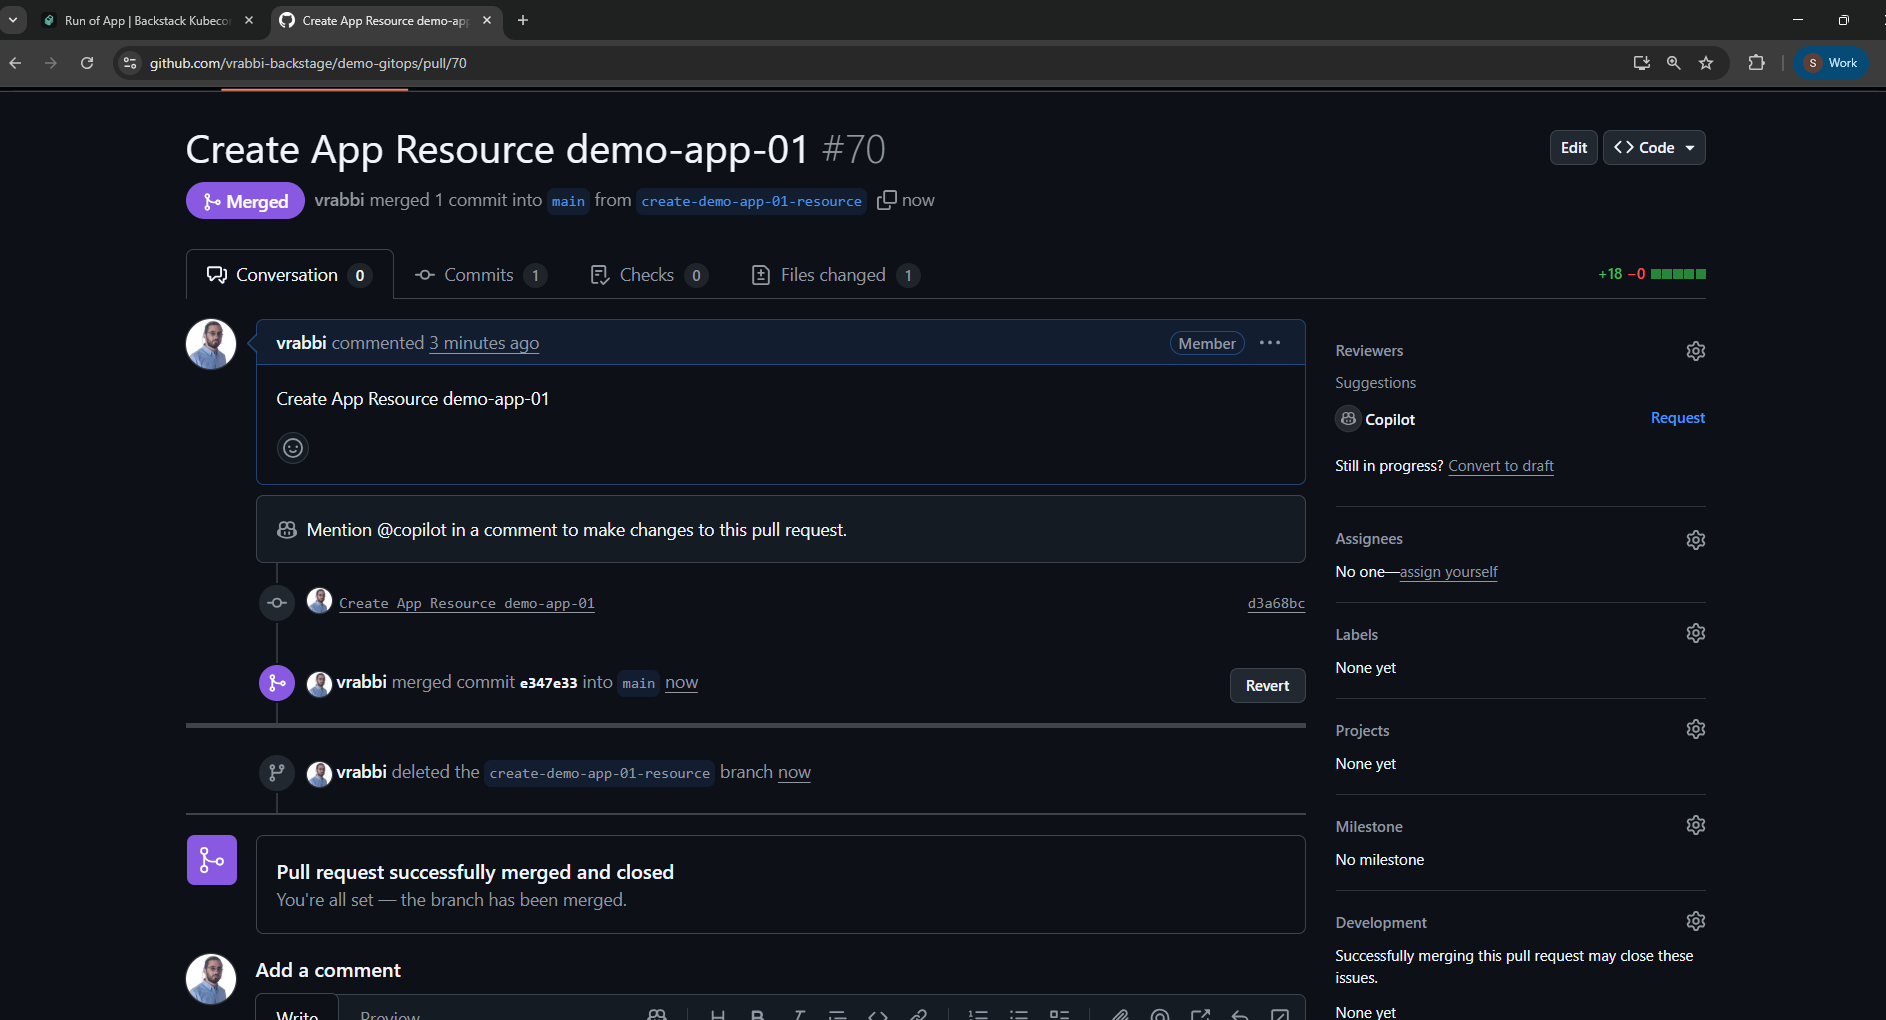 Run of App | Backstack Kubecon
Create App Resource demo-app
github.com/vrabbi-backstage/demo-gitops/pull/70
S Work
Create App Resource demo-app-01 #70
Edit
<> Code
Merged vrabbi merged 1 commit into main from create-demo-app-01-resource now
Conversation 0
Commits 1
Checks 0
Files changed 1
+18 −0
vrabbi commented 3 minutes ago
Member
Create App Resource demo-app-01
Mention @copilot in a comment to make changes to this pull request.
Create App Resource demo-app-01
d3a68bc
vrabbi merged commit e347e33 into main now
Revert
vrabbi deleted the create-demo-app-01-resource branch now
Pull request successfully merged and closed
You're all set — the branch has been merged.
Add a comment
Write
Preview
Reviewers
Suggestions
Copilot
Request
Still in progress? Convert to draft
Assignees
No one—assign yourself
Labels
None yet
Projects
None yet
Milestone
No milestone
Development
Successfully merging this pull request may close these
issues.
None yet